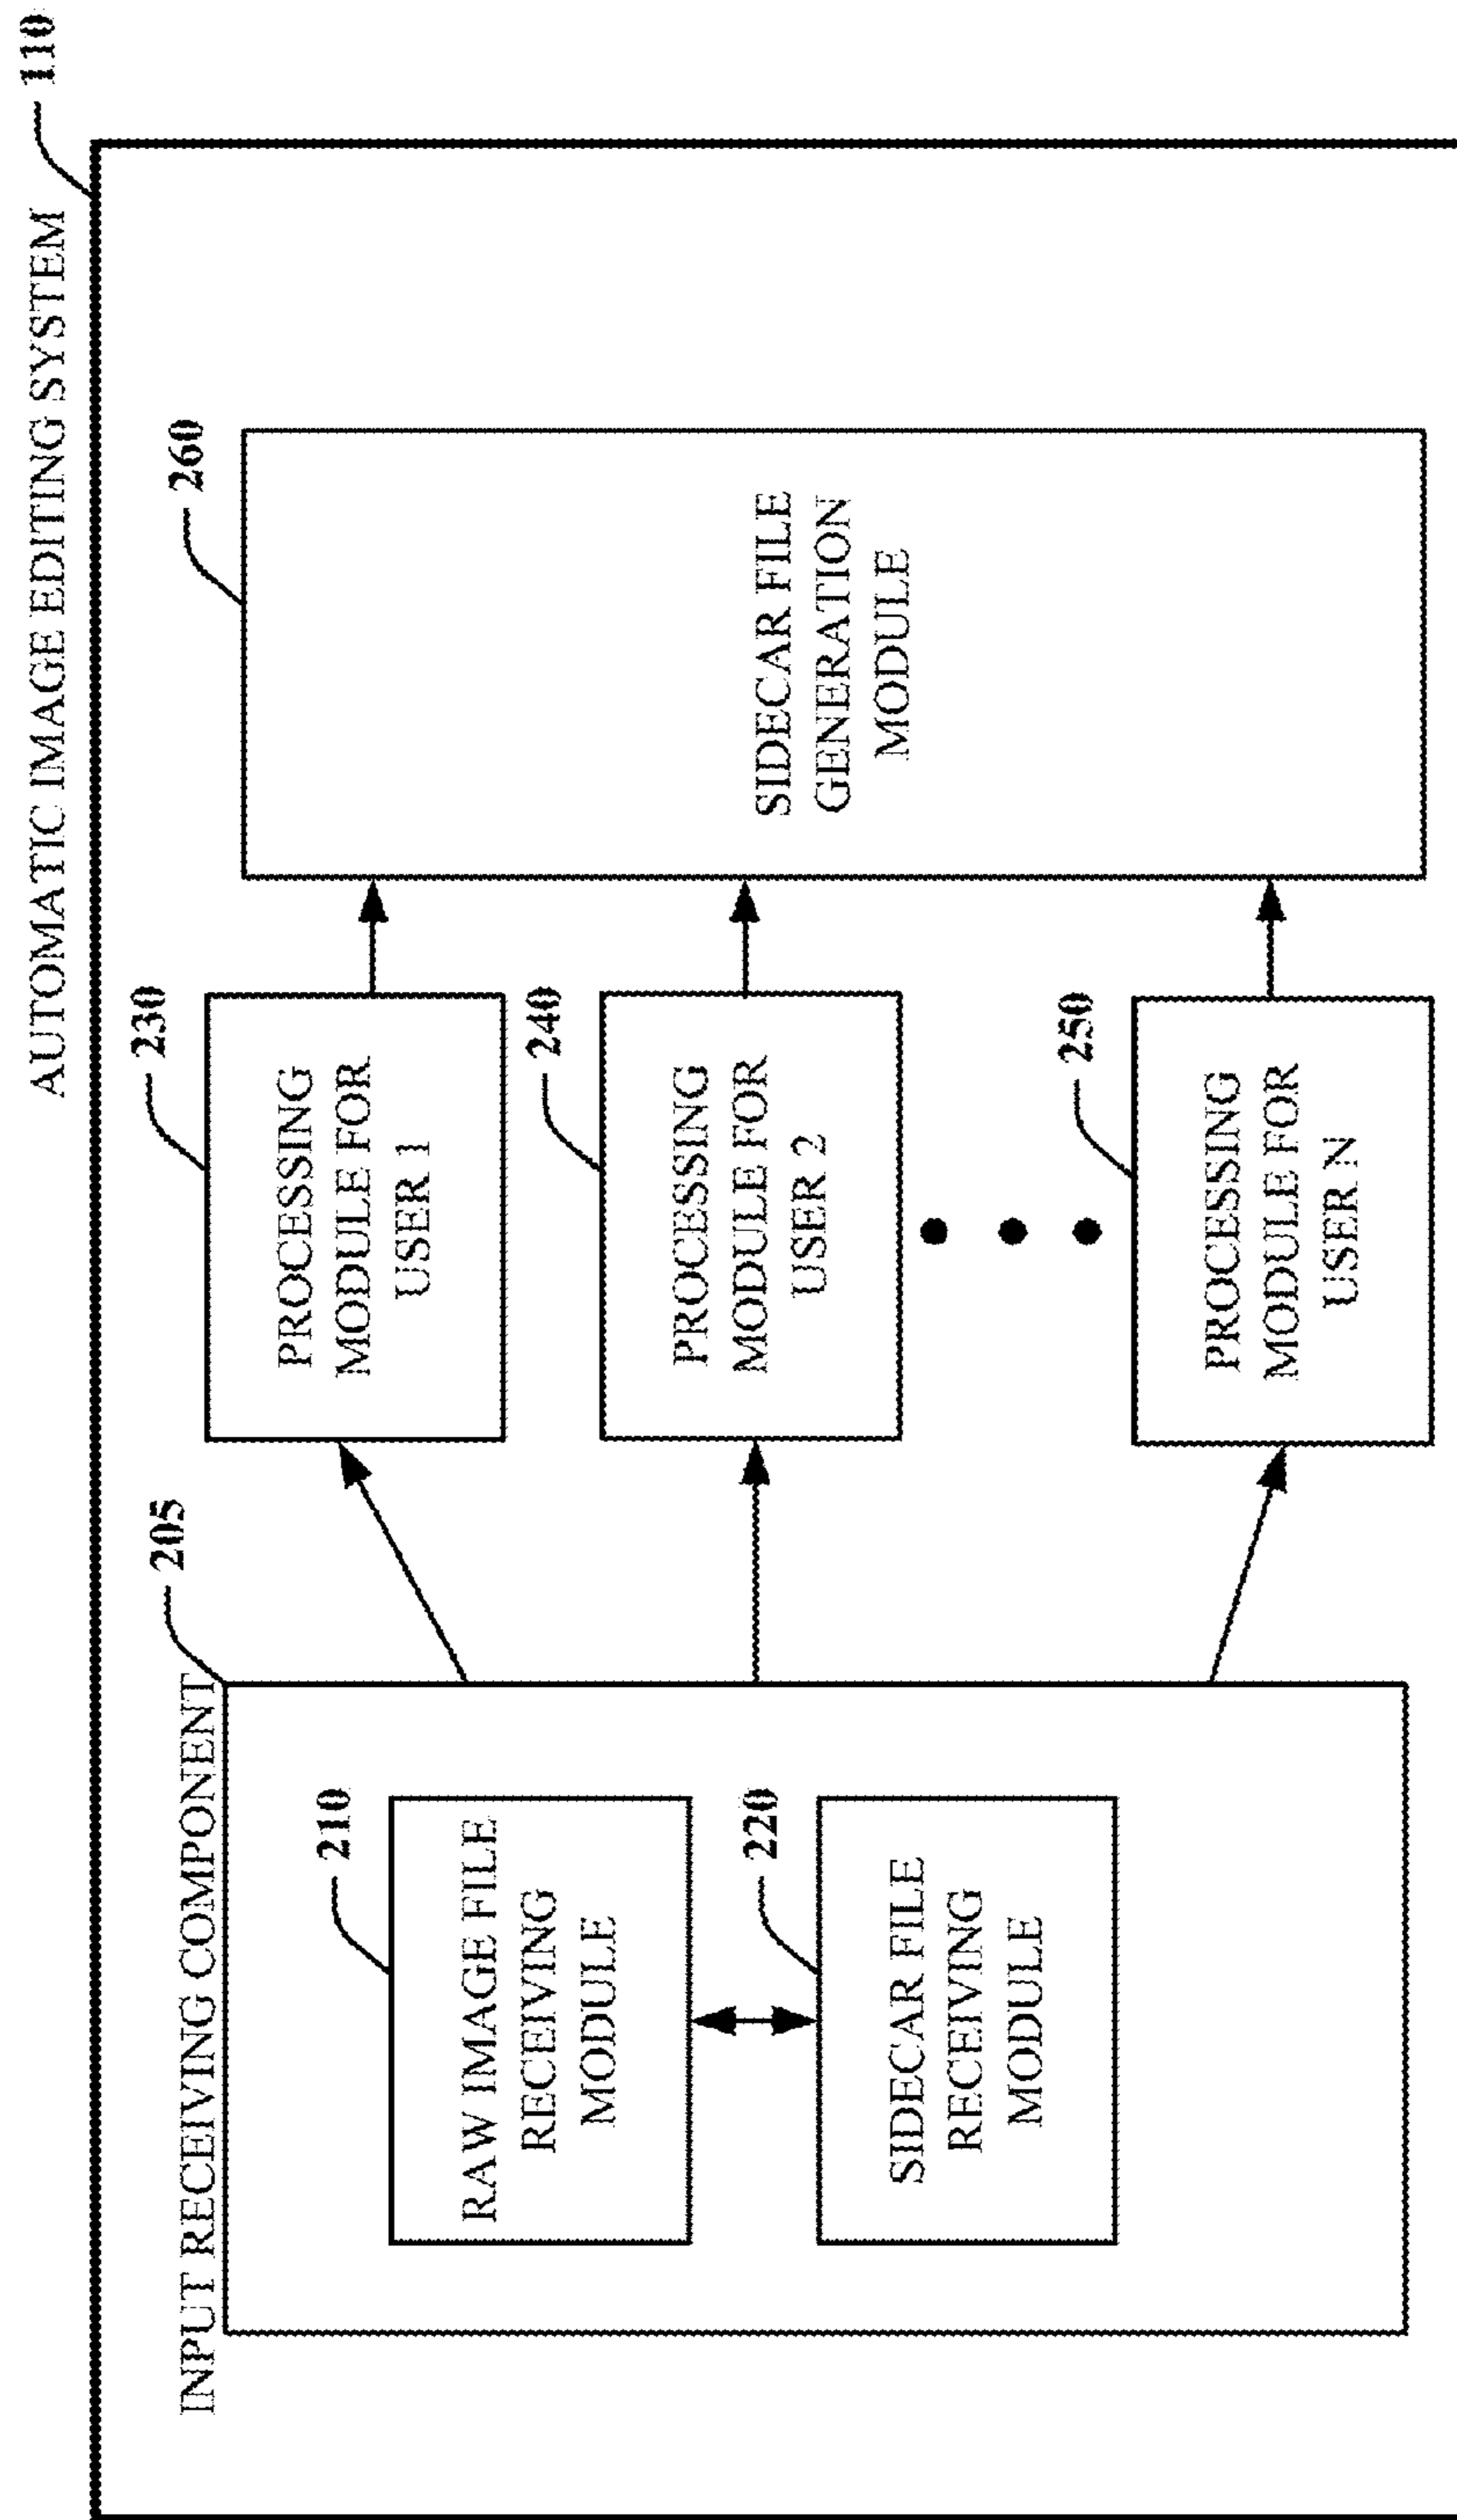 AUTOMATIC IMAGE EDITING SYSTEM
110
INPUT RECEIVING COMPONENT
205
210
RAW IMAGE FILE
RECEIVING
MODULE
220
SIDECAR FILE
RECEIVING
MODULE
230
PROCESSING
MODULE FOR
USER 1
240
PROCESSING
MODULE FOR
USER 2
250
PROCESSING
MODULE FOR
USER N
260
SIDECAR FILE
GENERATION
MODULE